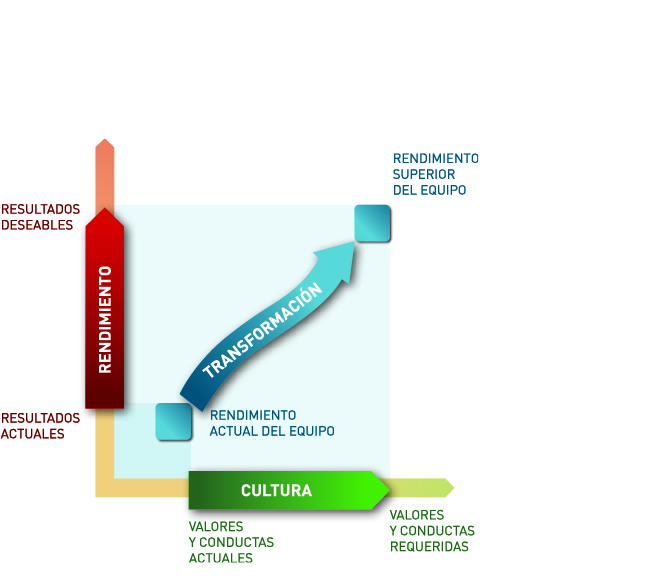 RENDIMIENTO
SUPERIOR
DEL EQUIPO
RESULTADOS
DESEABLES
RENDIMIENTO
TRANSFORMACIÓN
RESULTADOS
ACTUALES
RENDIMIENTO
ACTUAL DEL EQUIPO
CULTURA
VALORES
Y CONDUCTAS
ACTUALES
VALORES
Y CONDUCTAS
REQUERIDAS